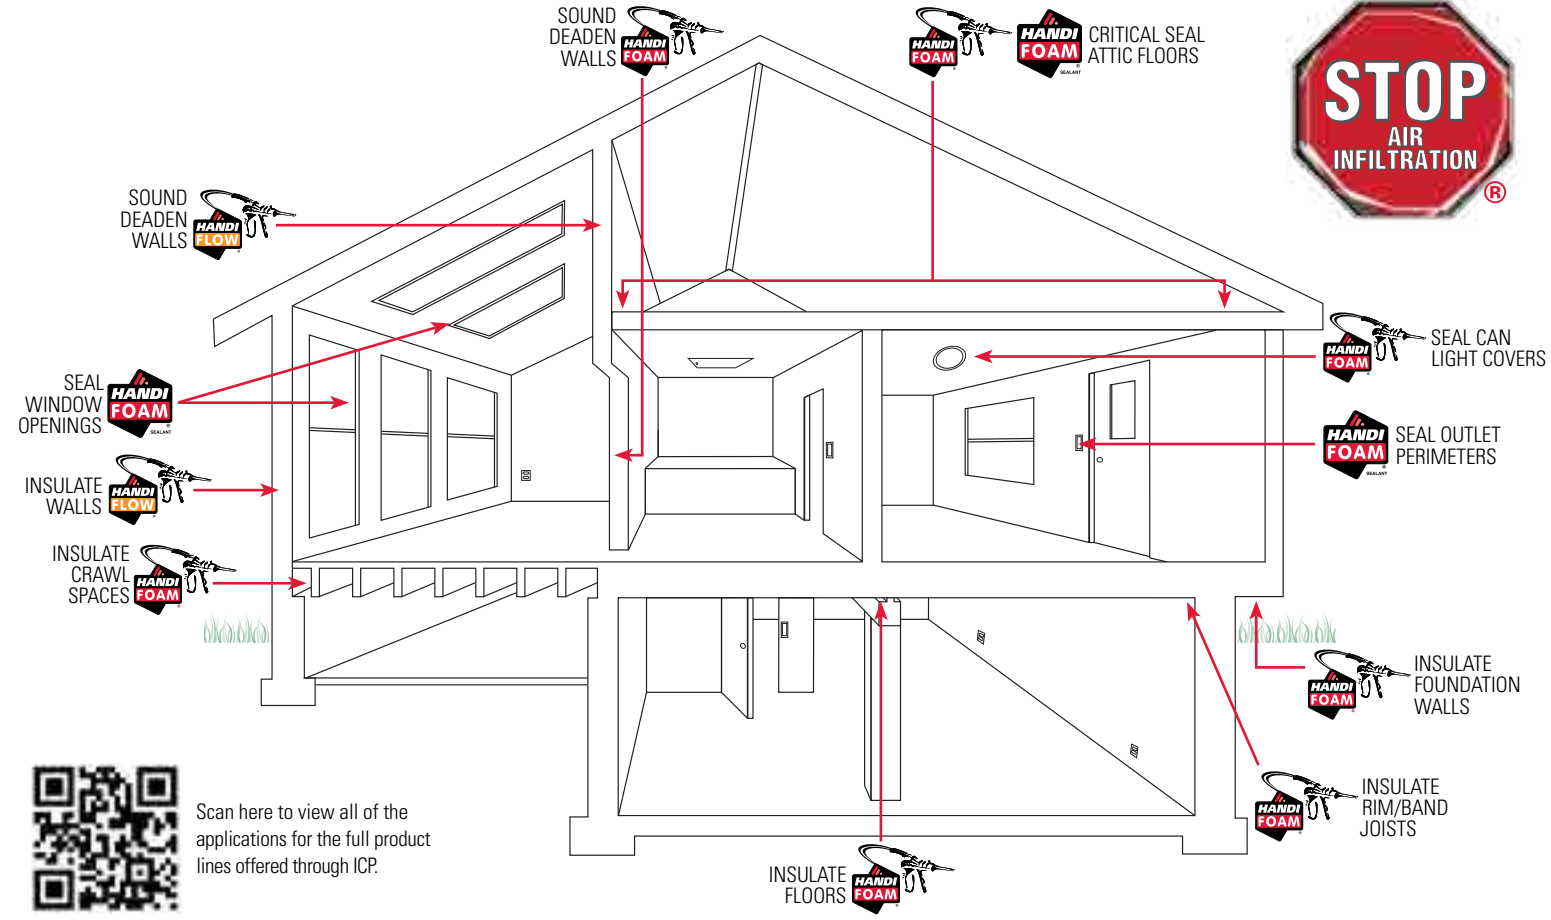 SOUND
DEADEN
WALLS
HANDI
FOAM
HANDI
FOAM
HANDI
FOAM
SEALANT
CRITICAL SEAL
ATTIC FLOORS
STOP
AIR
INFILTRATION
®
SOUND
DEADEN
WALLS
HANDI
FLOW
SEAL CAN
LIGHT COVERS
HANDI
FOAM
SEAL
WINDOW
OPENINGS
HANDI
FOAM
®
SEALANT
SEAL OUTLET
PERIMETERS
HANDI
FOAM
®
SEALANT
INSULATE
WALLS
HANDI
FLOW
INSULATE
CRAWL
SPACES
HANDI
FOAM
INSULATE
FOUNDATION
WALLS
HANDI
FOAM
INSULATE
RIM/BAND
JOISTS
HANDI
FOAM
INSULATE
FLOORS
HANDI
FOAM
Scan here to view all of the
applications for the full product
lines offered through ICP.